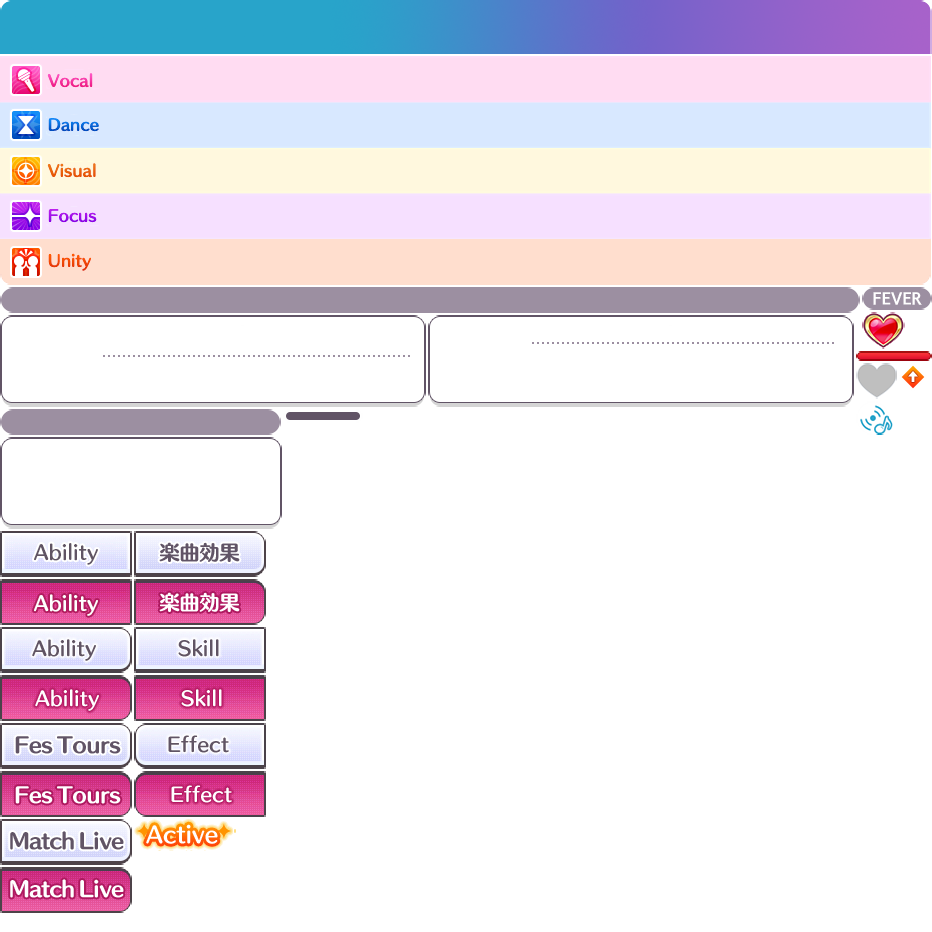 Vocal
Dance
Visual
Focus
Unity
FEVER
Ability 楽曲効果
Ability 楽曲効果
Ability Skill
Ability Skill
Fes Tours Effect
Fes Tours Effect
Match Live Active
Match Live